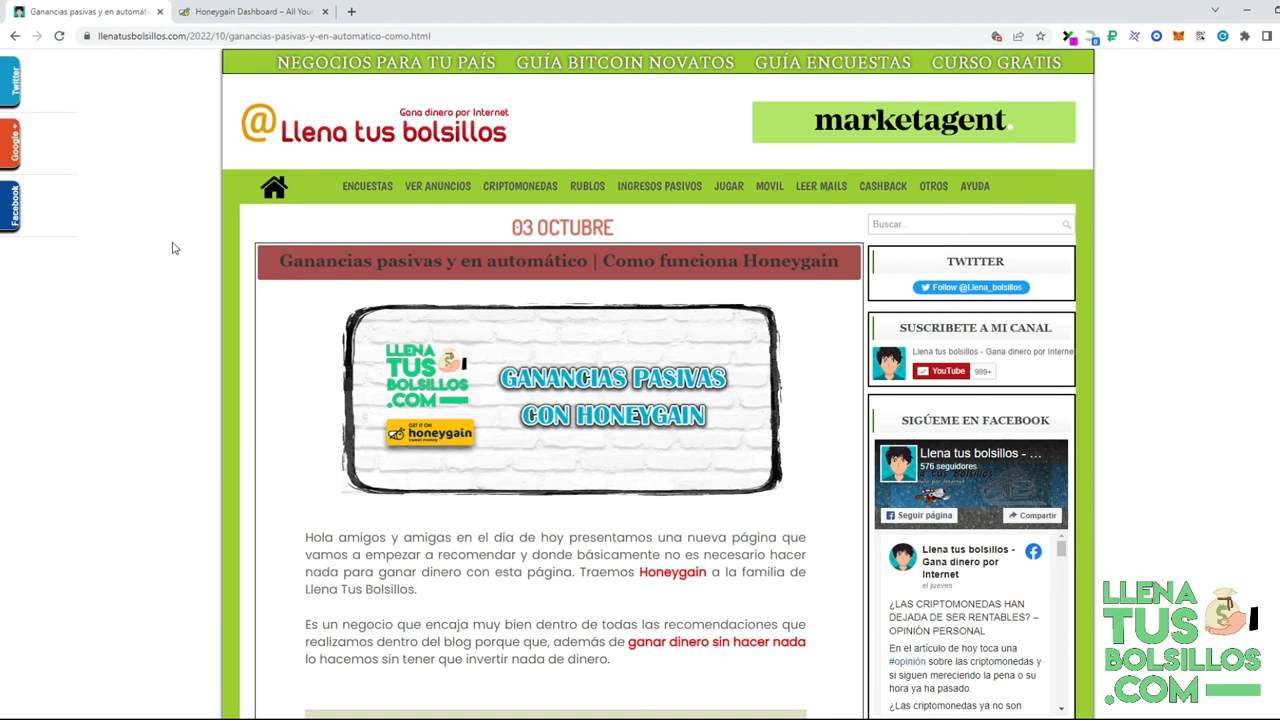 Ganancias pasivas y en automáti
Honeygain Dashboard – All Your
llenatusbolsillos.com/2022/10/ganancias-pasivas-y-en-automatico-como.html
Twitter
Google +
Facebook
NEGOCIOS PARA TU PAÍS GUÍA BITCOIN NOVATOS GUÍA ENCUESTAS CURSO GRATIS
@ Gana dinero por Internet
Llena tus bolsillos
marketagent.
ENCUESTAS VER ANUNCIOS CRIPTOMONEDAS RUBLOS INGRESOS PASIVOS JUGAR MOVIL LEER MAILS CASHBACK OTROS AYUDA
03 OCTUBRE
Ganancias pasivas y en automático | Como funciona Honeygain
LLENA
TUS
BOLSILLOS
.COM
GET IT ON
honeygain
sweet money
GANANCIAS PASIVAS
CON HONEYGAIN
Hola amigos y amigas en el día de hoy presentamos una nueva página que
vamos a empezar a recomendar y donde básicamente no es necesario hacer
nada para ganar dinero con esta página. Traemos Honeygain a la familia de
Llena Tus Bolsillos.
Es un negocio que encaja muy bien dentro de todas las recomendaciones que
realizamos dentro del blog porque que, además de ganar dinero sin hacer nada
lo hacemos sin tener que invertir nada de dinero.
Buscar...
TWITTER
Follow @Llena_bolsillos
SUSCRIBETE A MI CANAL
Llena tus bolsillos - Gana dinero por Interne
YouTube 999+
SIGÚEME EN FACEBOOK
Llena tus bolsillos - ...
576 seguidores
Seguir página
Compartir
Llena tus bolsillos -
Gana dinero por
Internet
el jueves
¿LAS CRIPTOMONEDAS HAN
DEJADA DE SER RENTABLES? –
OPINIÓN PERSONAL
En el artículo de hoy toca una
#opinión sobre las criptomonedas y
si siguen mereciendo la pena o su
hora ya ha pasado.
¿Las criptomonedas ya no son
LLENA
TUS
BOLSILLOS
.COM